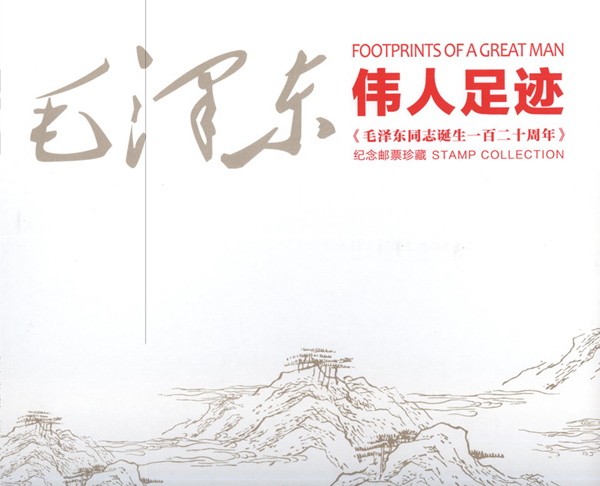 毛泽东
FOOTPRINTS OF A GREAT MAN
伟人足迹
《毛泽东同志诞生一百二十周年》
纪念邮票珍藏 STAMP COLLECTION